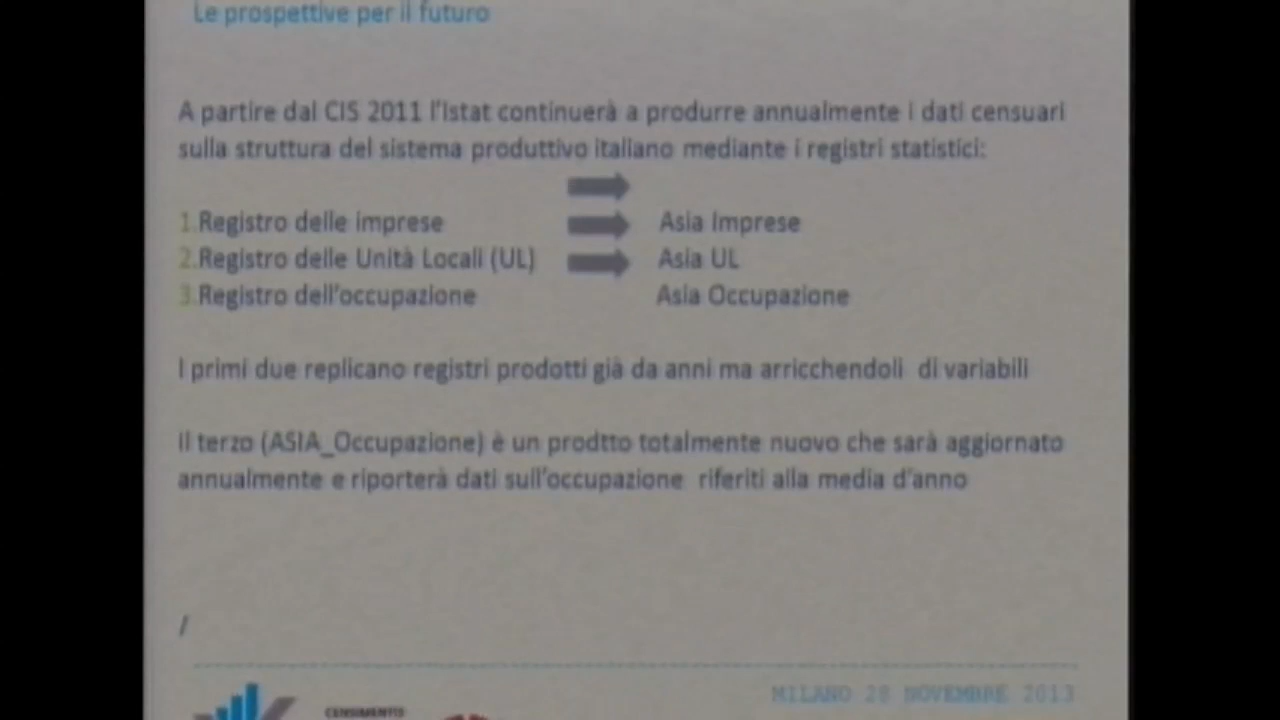 Le prospettive per il futuro
A partire dal CIS 2011 l'Istat continuerà a produrre annualmente i dati censuari
sulla struttura del sistema produttivo italiano mediante i registri statistici:
1.Registro delle imprese Asia Imprese
2.Registro delle Unità Locali (UL) Asia UL
3.Registro dell'occupazione Asia Occupazione
I primi due replicano registri prodotti già da anni ma arricchendoli di variabili
il terzo (ASIA_Occupazione) è un prodtto totalmente nuovo che sarà aggiornato
annualmente e riporterà dati sull'occupazione riferiti alla media d'anno
/
MILANO 28 NOVEMBRE 2013
CENSIMENTO